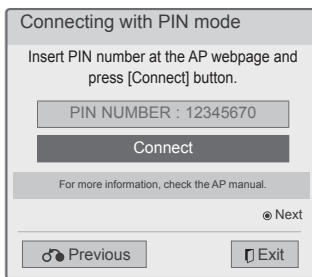 Connecting with PIN mode
Insert PIN number at the AP webpage and
press [Connect] button.
PIN NUMBER : 12345670
Connect
For more information, check the AP manual.
◉ Next
Previous
Exit